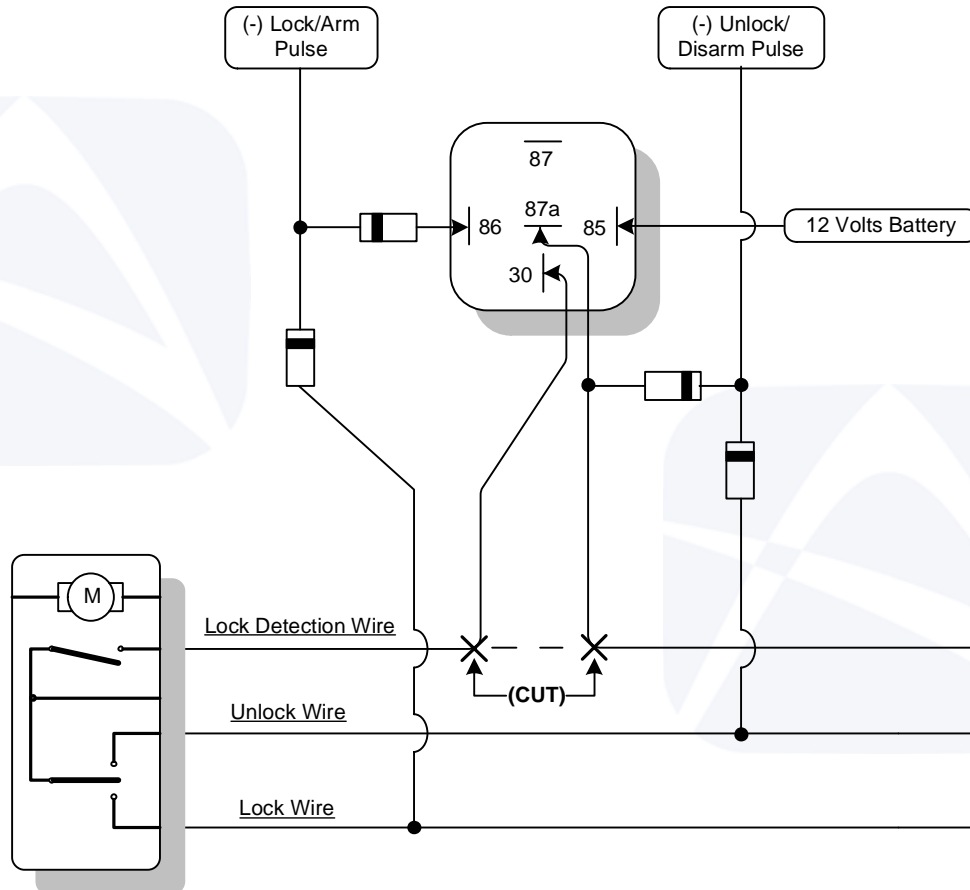 (-) Lock/Arm
Pulse
(-) Unlock/
Disarm Pulse
87
86
87a
85
12 Volts Battery
30
M
Lock Detection Wire
(CUT)
Unlock Wire
Lock Wire